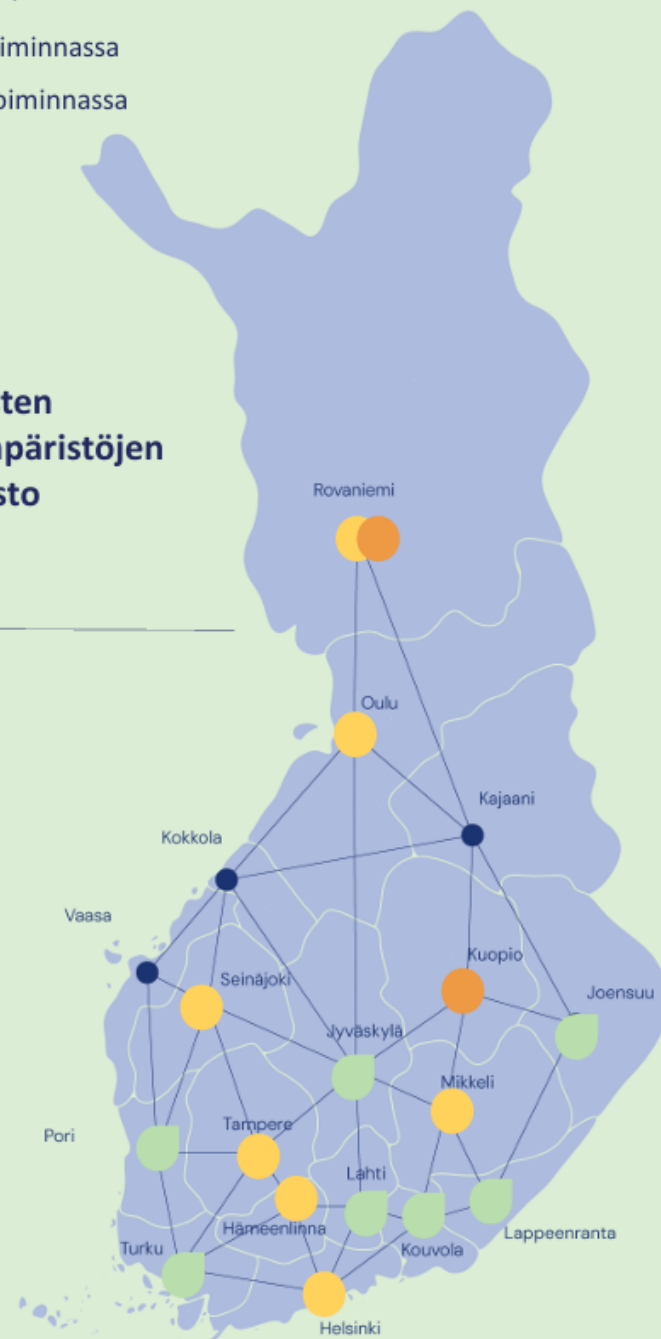 iminnassa
oiminnassa
ten
päristöjen
sto
Rovaniemi
Oulu
Kajaani
Kokkola
Vaasa
Kuopio
Seinäjoki
Joensuu
Jyväskylä
Mikkeli
Tampere
Pori
Lahti
Hämeenlinna
Lappeenranta
Turku
Kouvola
Helsinki